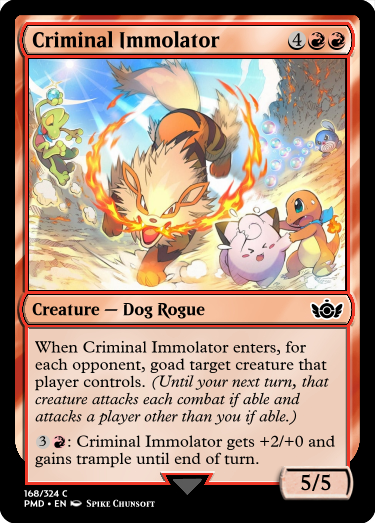 Criminal Immolator 4
Creature — Dog Rogue
When Criminal Immolator enters, for
each opponent, goad target creature that
player controls. (Until your next turn, that
creature attacks each combat if able and
attacks a player other than you if able.)
3 : Criminal Immolator gets +2/+0 and
gains trample until end of turn.
5/5
168/324 C
PMD • EN Spike Chunsoft